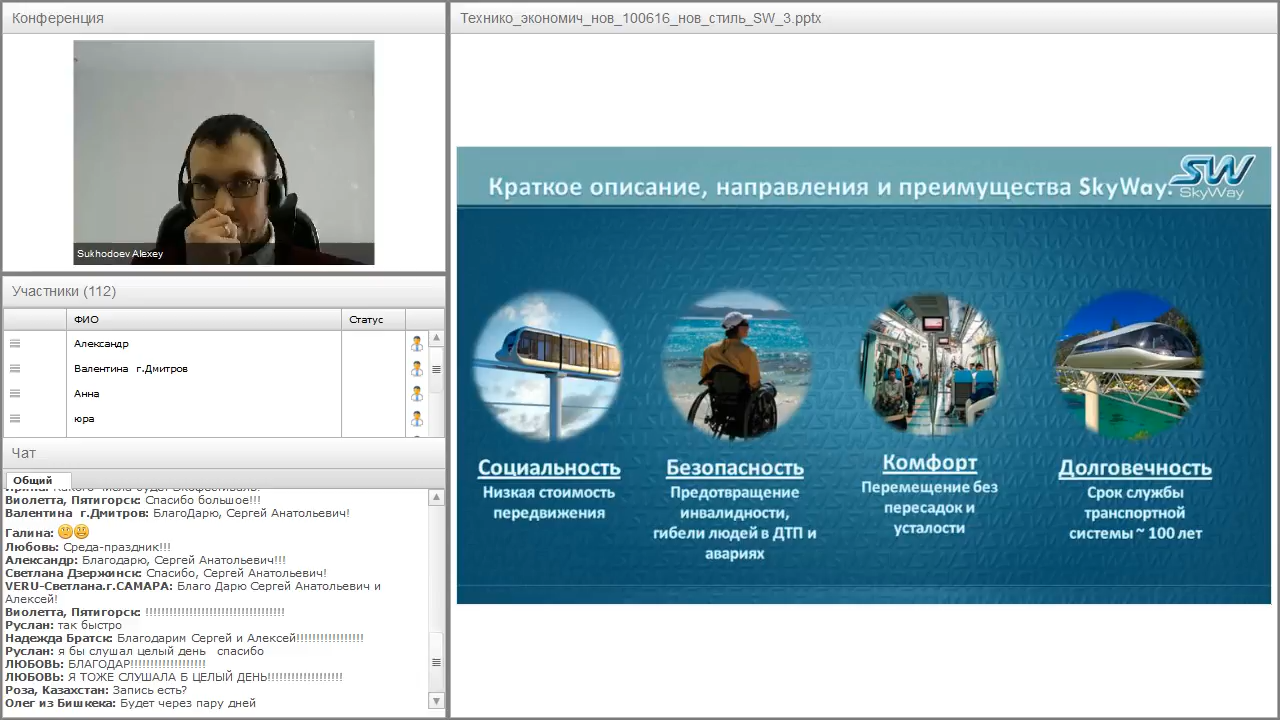 Конференция
Sukhodoev Alexey
Участники (112)
ФИО
Статус
Александр
Валентина г.Дмитров
Анна
юра
Чат
Общий
Виолетта, Пятигорск: Спасибо большое!!!
Валентина г.Дмитров: БлагоДарю, Сергей Анатольевич!
Галина:
Любовь: Среда-праздник!!!
Александр: Благодарю, Сергей Анатольевич!!!
Светлана Дзержинск: Спасибо, Сергей Анатольевич!
VERU-Светлана.г.САМАРА: Благо Дарю Сергей Анатольевич и
Алексей!
Виолетта, Пятигорск: !!!!!!!!!!!!!!!!!!!!!!!!!!!!!!!!!!!
Руслан: так быстро
Надежда Братск: Благодарим Сергей и Алексей!!!!!!!!!!!!!!!!!
Руслан: я бы слушал целый день спасибо
ЛЮБОВЬ: БЛАГОДАР!!!!!!!!!!!!!!!!!!!
ЛЮБОВЬ: Я ТОЖЕ СЛУШАЛА Б ЦЕЛЫЙ ДЕНЬ!!!!!!!!!!!!!!!!!!!
Роза, Казахстан: Запись есть?
Олег из Бишкека: Будет через пару дней
Технико_экономич_нов_100616_нов_стиль_SW_3.pptx
Краткое описание, направления и преимущества SkyWay.
SW
SkyWay
Социальность
Низкая стоимость
передвижения
Безопасность
Предотвращение
инвалидности,
гибели людей в ДТП и
авариях
Комфорт
Перемещение без
пересадок и
усталости
Долговечность
Срок службы
транспортной
системы ~ 100 лет